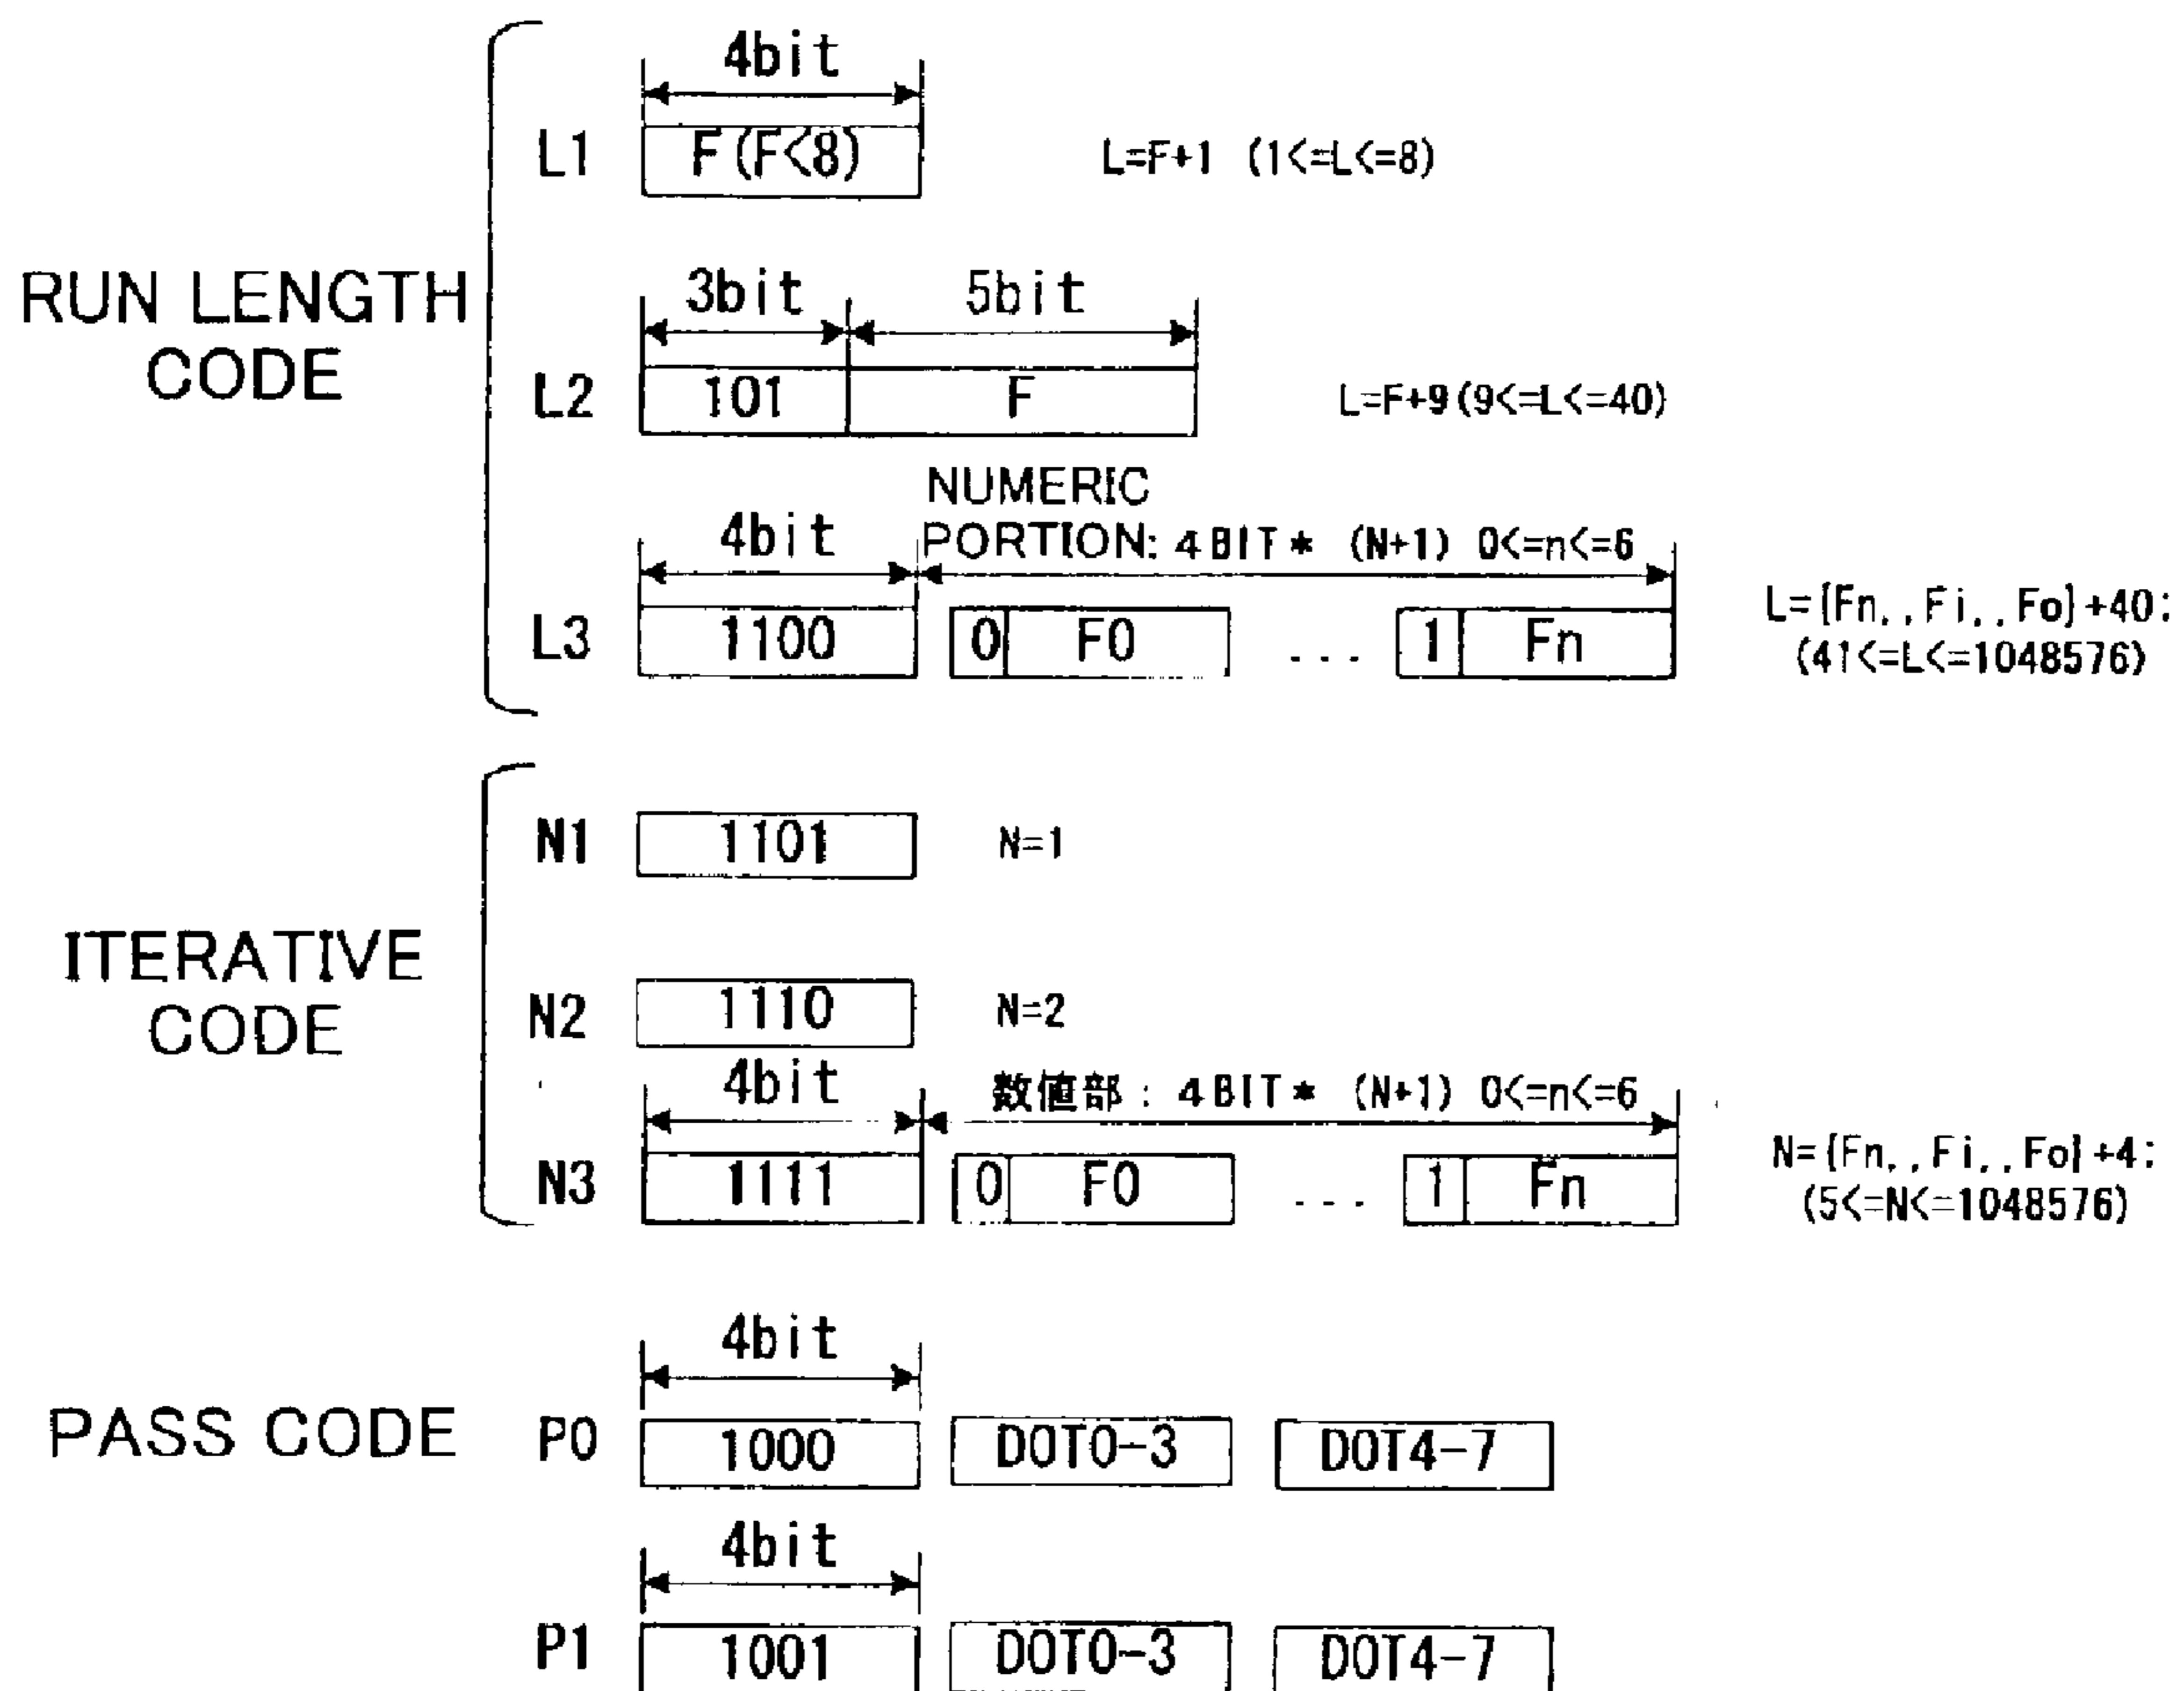 4bit
L1 F(F<8) L=F+1 (1<=L<=8)
RUN LENGTH
CODE
3bit 5bit
L2 101 F L=F+9(9<=L<=40)
NUMERIC
4bit PORTION: 4BIT* (N+1) 0<=n<=6
L3 1100 0 F0 ... 1 Fn L={Fn,,Fi,,Fo}+40;
(41<=L<=1048576)
N1 1101 N=1
ITERATIVE
CODE
N2 1110 N=2
4bit 数値部：4BIT* (N+1) 0<=n<=6
N3 1111 0 F0 ... 1 Fn N={Fn,,Fi,,Fo}+4;
(5<=N<=1048576)
4bit
PASS CODE P0 1000 DOT0-3 DOT4-7
4bit
P1 1001 DOT0-3 DOT4-7